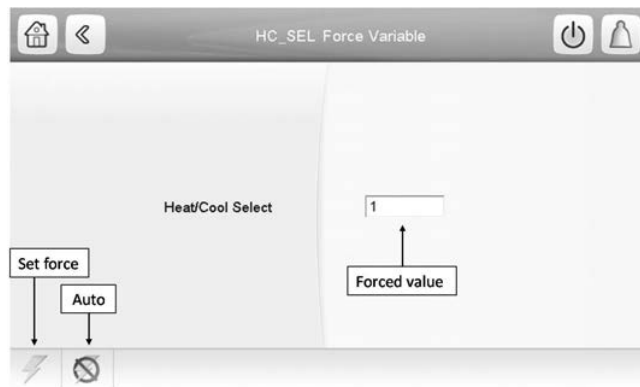 HC_SEL Force Variable
Heat/Cool Select
1
Set force
Forced value
Auto